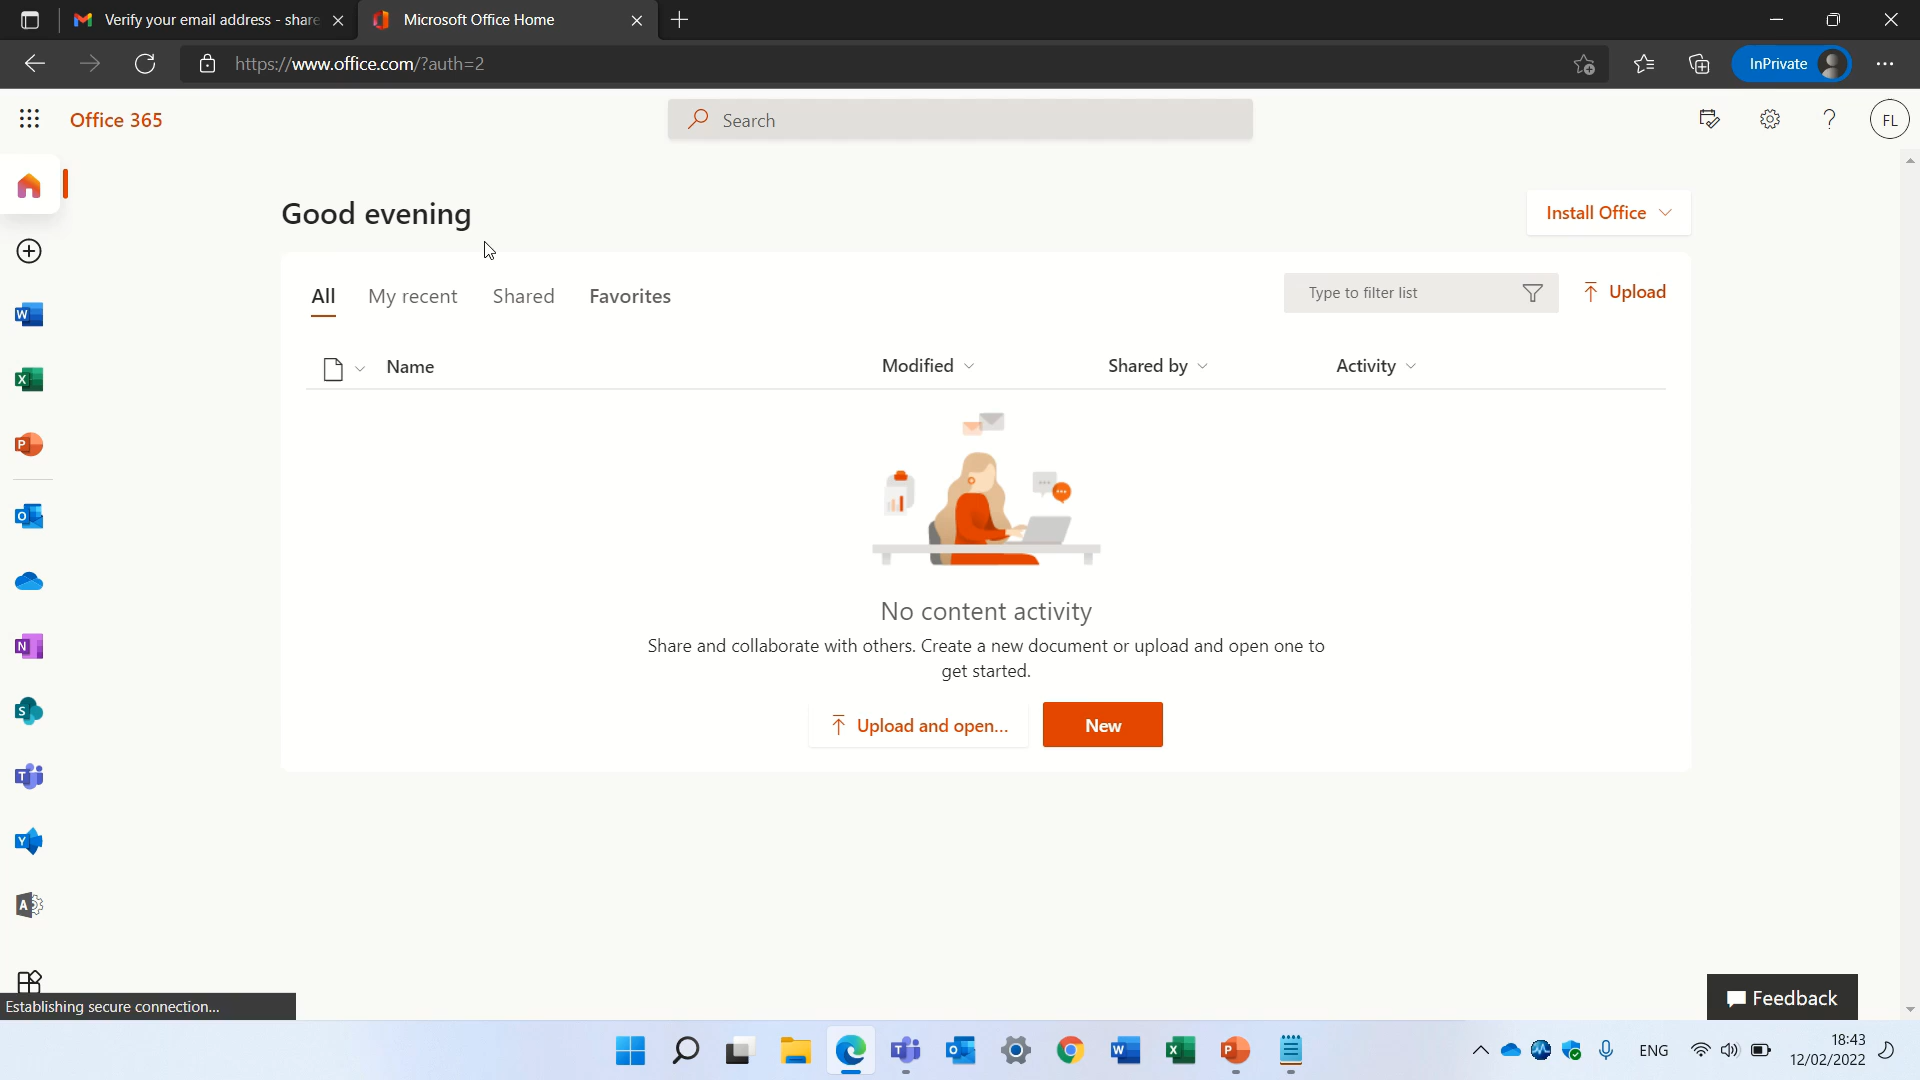 Verify your email address - share
Microsoft Office Home
https://www.office.com/?auth=2
InPrivate
Office 365
Search
FL
Good evening
Install Office
All
My recent
Shared
Favorites
Type to filter list
Upload
Name
Modified
Shared by
Activity
No content activity
Share and collaborate with others. Create a new document or upload and open one to
get started.
Upload and open...
New
Feedback
Establishing secure connection...
ENG
18:43
12/02/2022